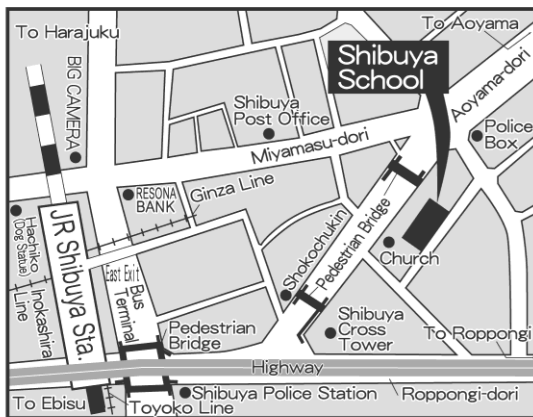 To Harajuku
To Aoyama
BIG CAMERA
Shibuya
School
Aoyama-dori
Shibuya
Post Office
Miyamasu-dori
Police
Box
RESONA
BANK
Ginza Line
Hachiko
(Dog Statue)
JR Shibuya Sta.
East Exit
Bus
Terminal
Shokochukin
Pedestrian Bridge
Church
Inokashira
Line
Pedestrian
Bridge
Shibuya
Cross
Tower
To Roppongi
Highway
To Ebisu
Toyoko Line
Shibuya Police Station
Roppongi-dori